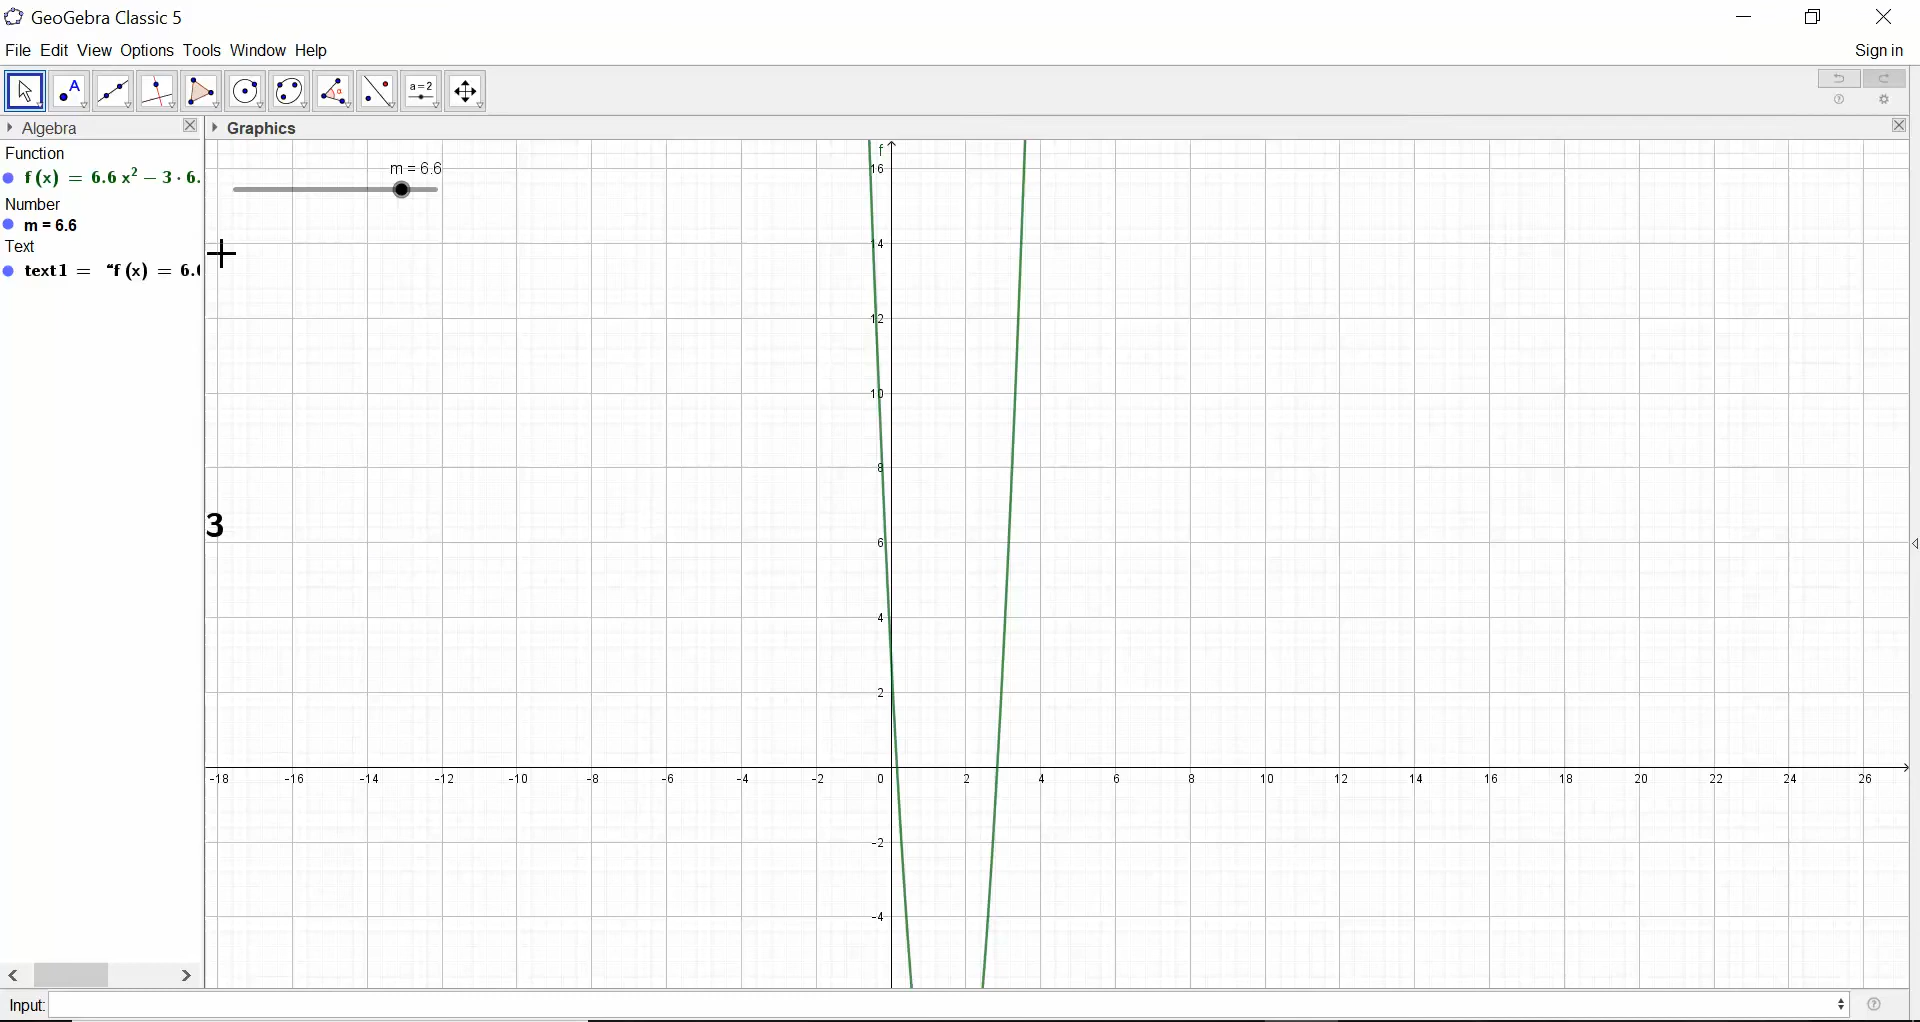 GeoGebra Classic 5
File Edit View Options Tools Window Help
Sign in
A
α
a=2
Algebra
Graphics
Function
f (x) = 6.6 x² − 3 · 6.
Number
m = 6.6
Text
text1 = “f (x) = 6.
m = 6.6
f
16
14
12
10
8
6
4
2
3
-18 -16 -14 -12 -10 -8 -6 -4 -2 0 2 4 6 8 10 12 14 16 18 20 22 24 26
-2
-4
Input: